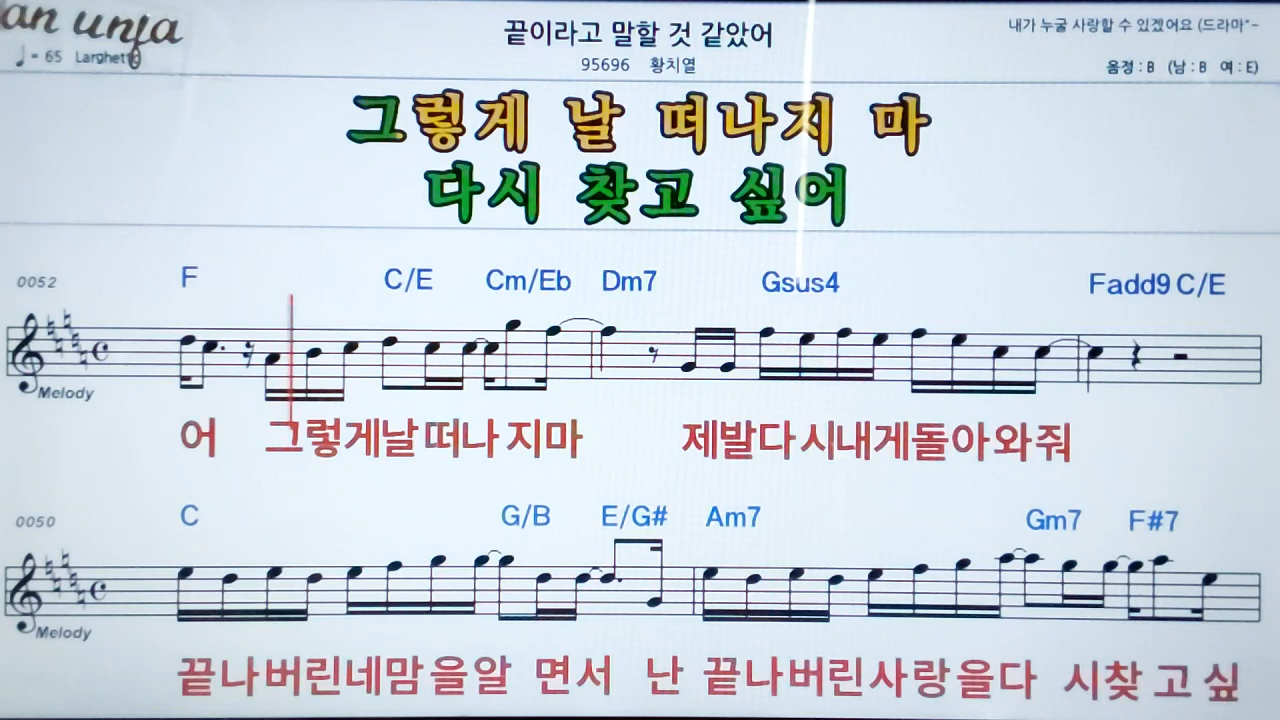 끝이라고 말할 것 같았어
내가 누굴 사랑할 수 있겠어요 (드라마"~
♩= 65 Larghetto
95696 황치열
음정 : B (남 : B 여 : E)
그렇게 날 떠나지 마
다시 찾고 싶어
0052 F C/E Cm/Eb Dm7 Gsus4 Fadd9 C/E
Melody
어 그렇게날떠나지마 제발다시내게돌아와줘
0050 C G/B E/G# Am7 Gm7 F#7
Melody
끝나버린네맘을알 면서 난 끝나버린사랑을다 시찾고싶